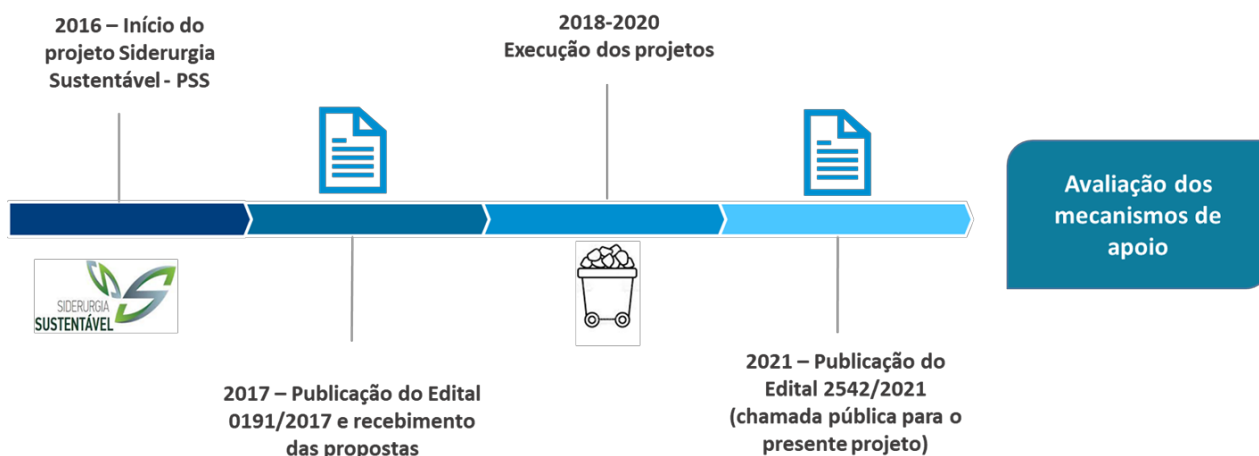 2016 – Início do
projeto Siderurgia
Sustentável - PSS
2018-2020
Execução dos projetos
Avaliação dos
mecanismos de
apoio
SIDERURGIA
SUSTENTÁVEL
2017 – Publicação do Edital
0191/2017 e recebimento
das propostas
2021 – Publicação do
Edital 2542/2021
(chamada pública para o
presente projeto)